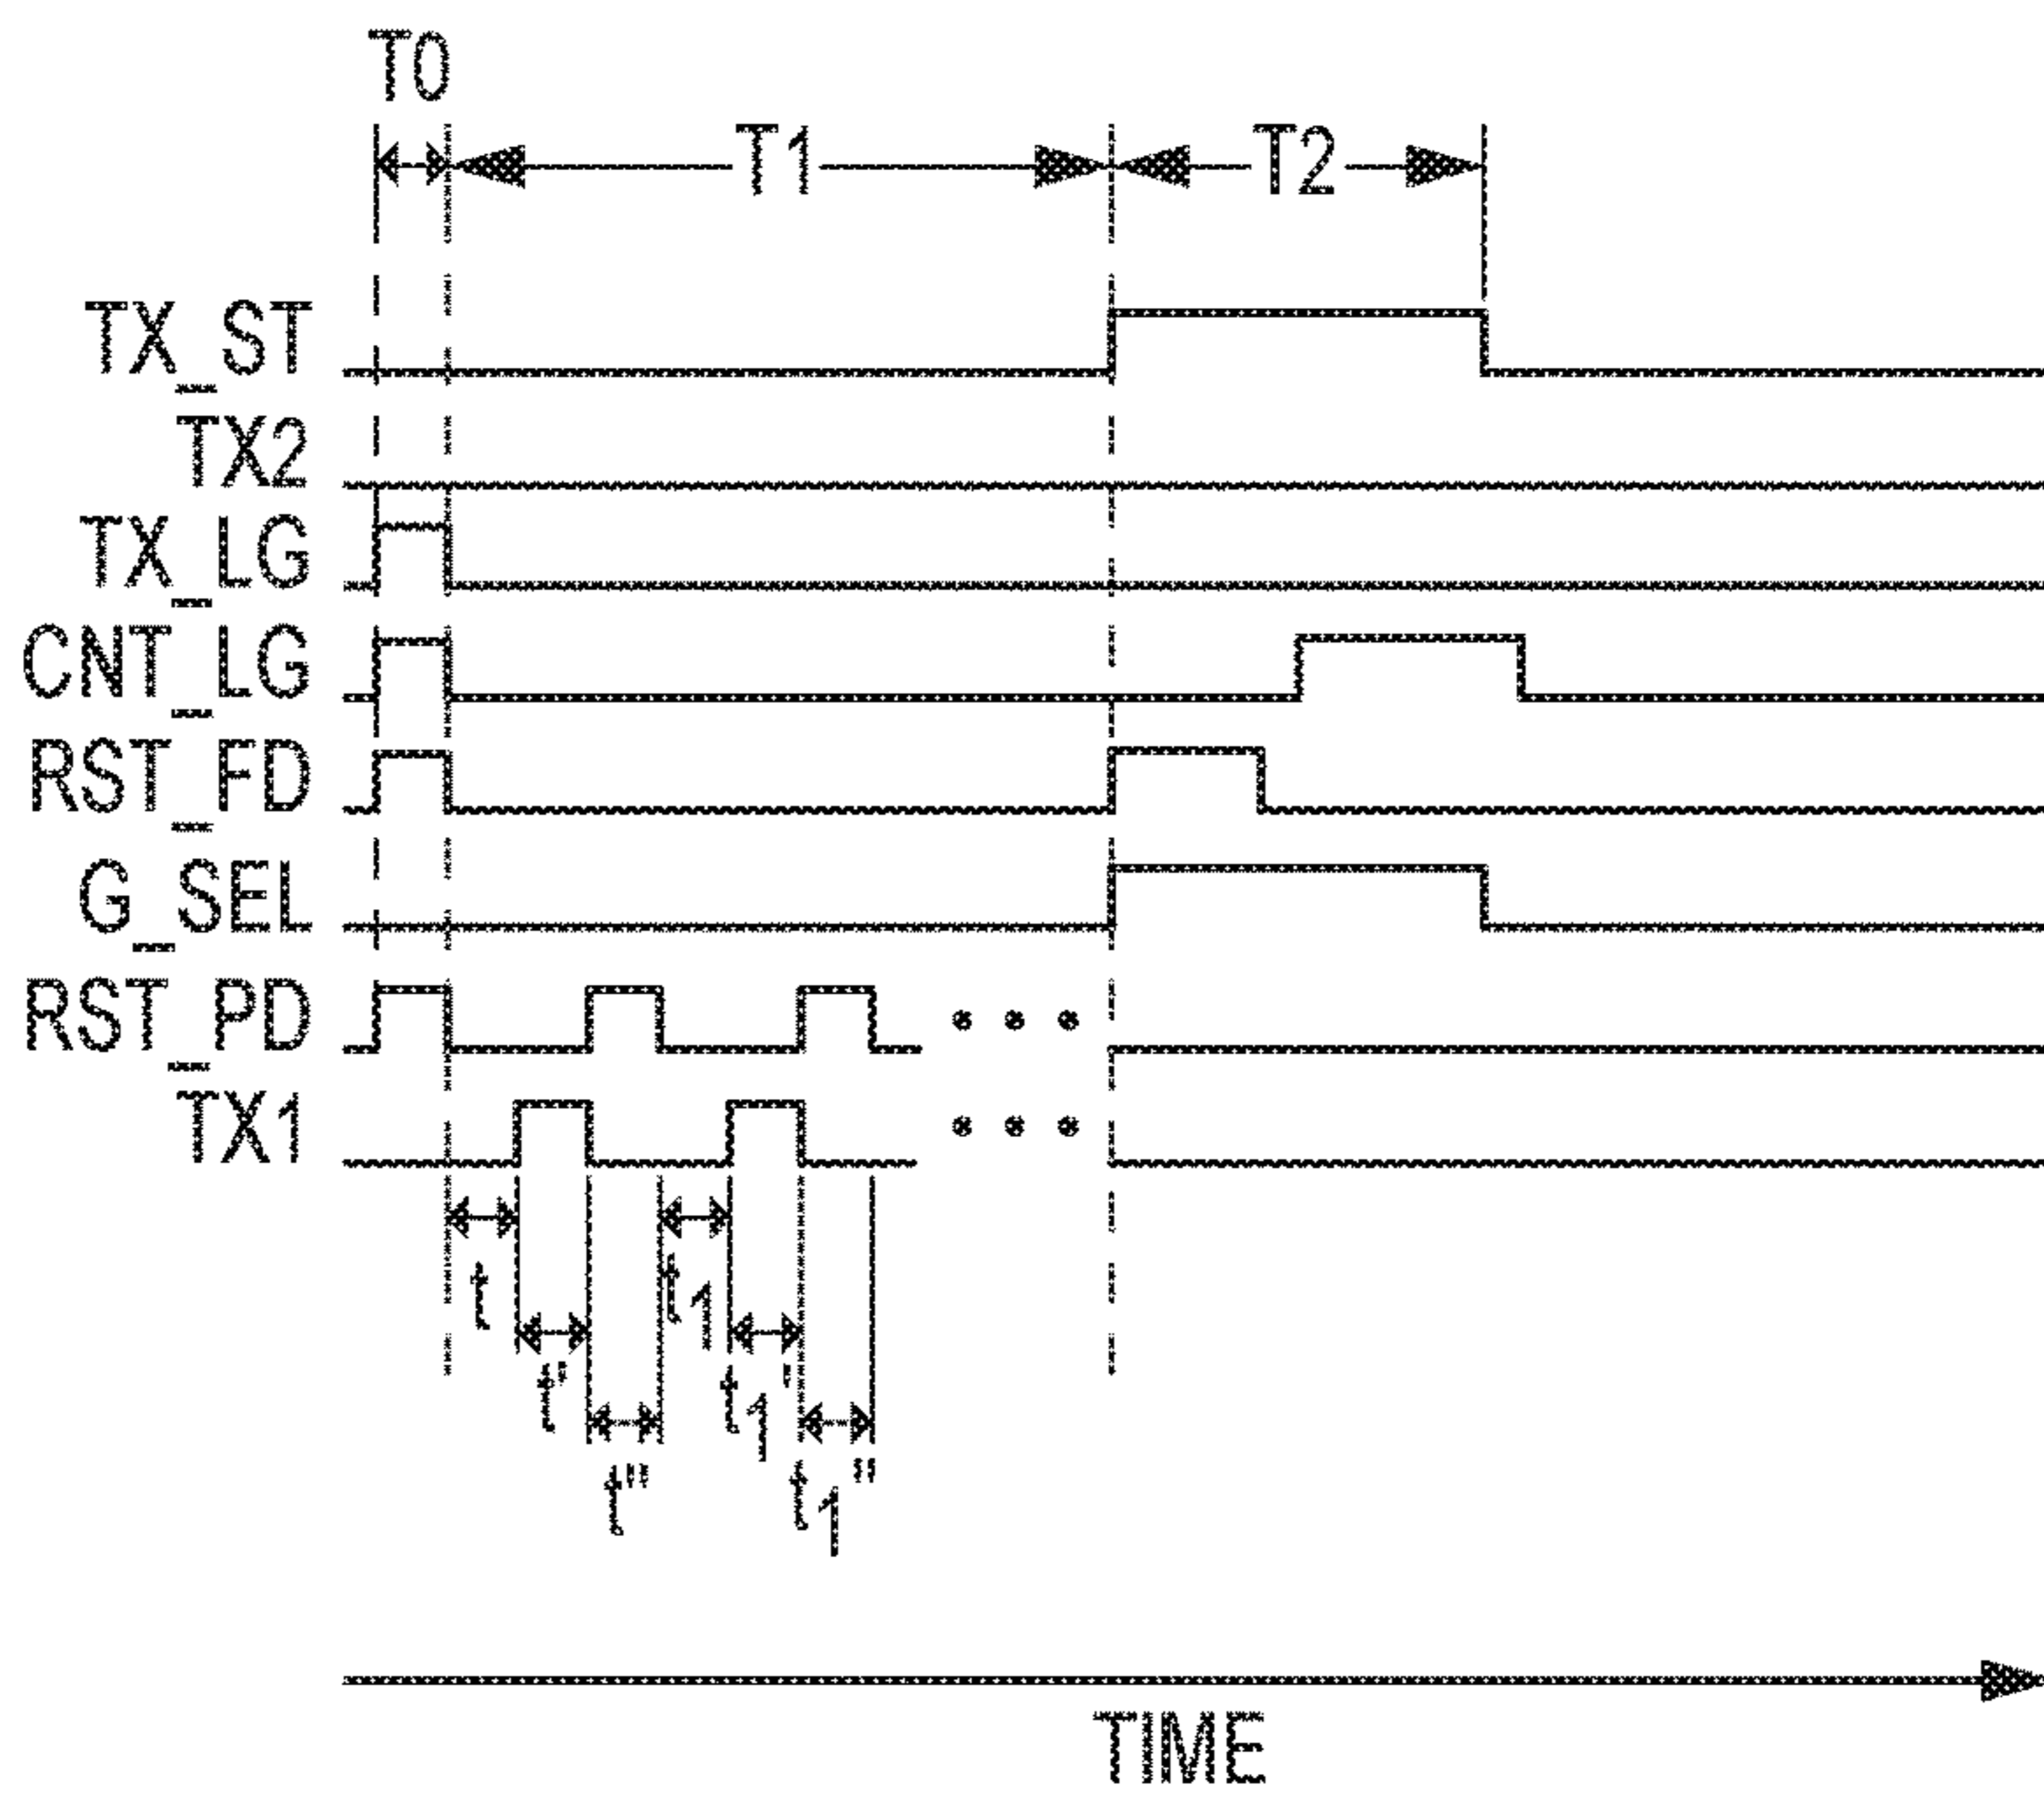 T0
T1
T2
TX_ST
TX2
TX_LG
CNT_LG
RST_FD
G_SEL
RST_PD
TX1
t
t1
t'
t1'
t"
t1"
TIME